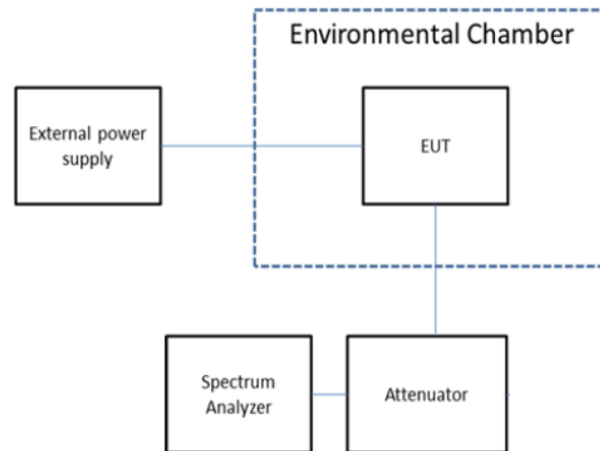 Environmental Chamber
External power
supply
EUT
Spectrum
Analyzer
Attenuator